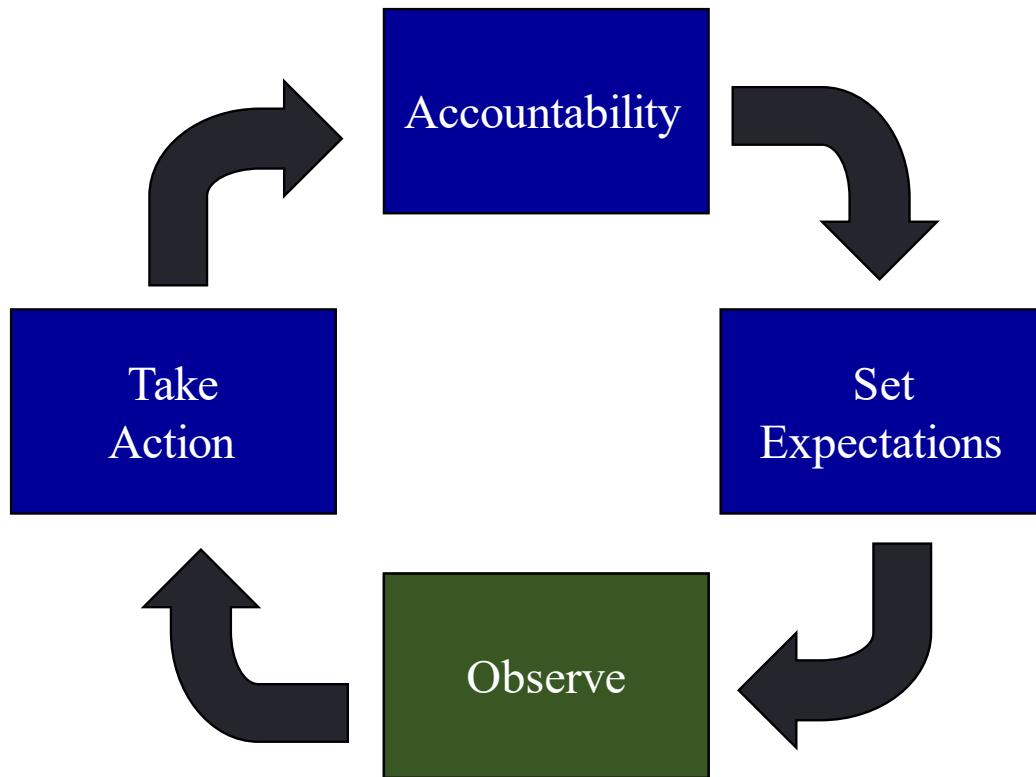 Accountability
Set
Expectations
Observe
Take
Action